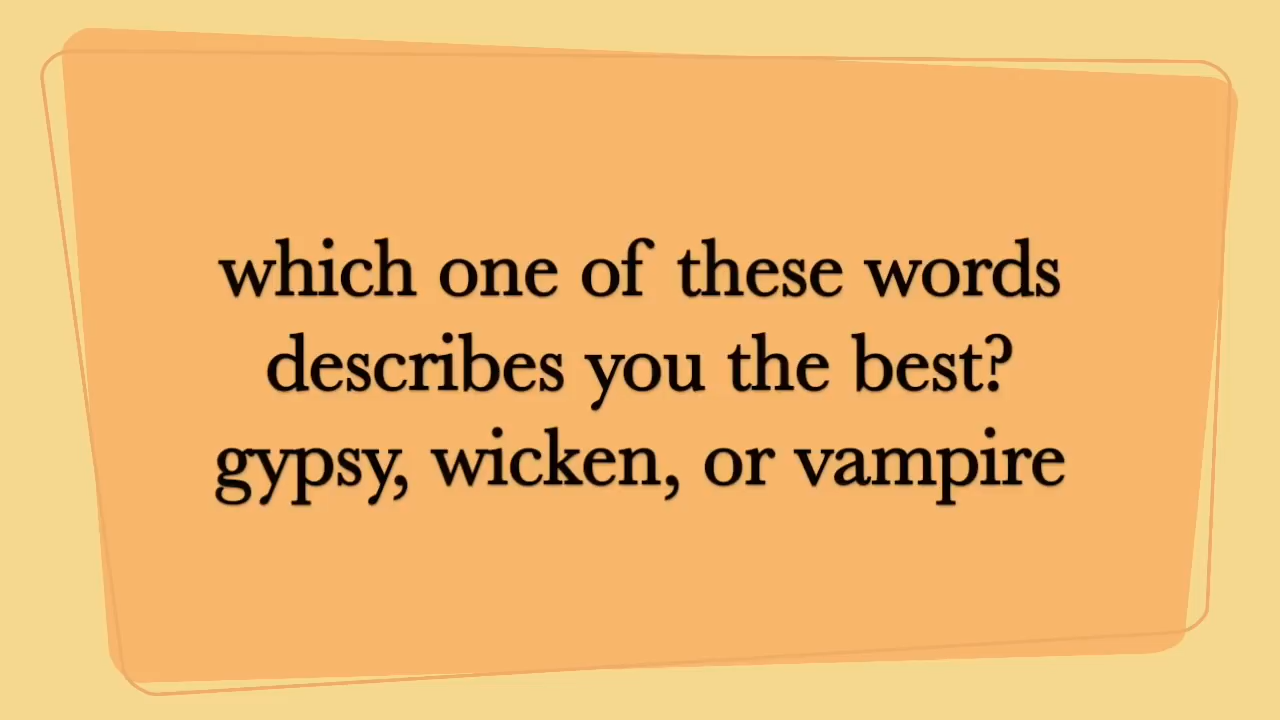 which one of these words
describes you the best?
gypsy, wicken, or vampire